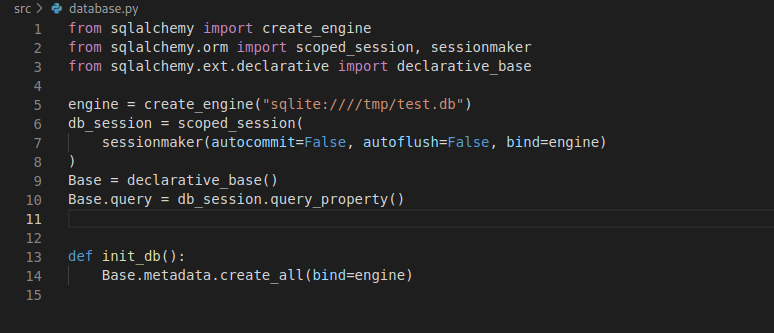 src > database.py
1 from sqlalchemy import create_engine
2 from sqlalchemy.orm import scoped_session, sessionmaker
3 from sqlalchemy.ext.declarative import declarative_base
4
5 engine = create_engine("sqlite:////tmp/test.db")
6 db_session = scoped_session(
7     sessionmaker(autocommit=False, autoflush=False, bind=engine)
8 )
9 Base = declarative_base()
10 Base.query = db_session.query_property()
11
12
13 def init_db():
14     Base.metadata.create_all(bind=engine)
15